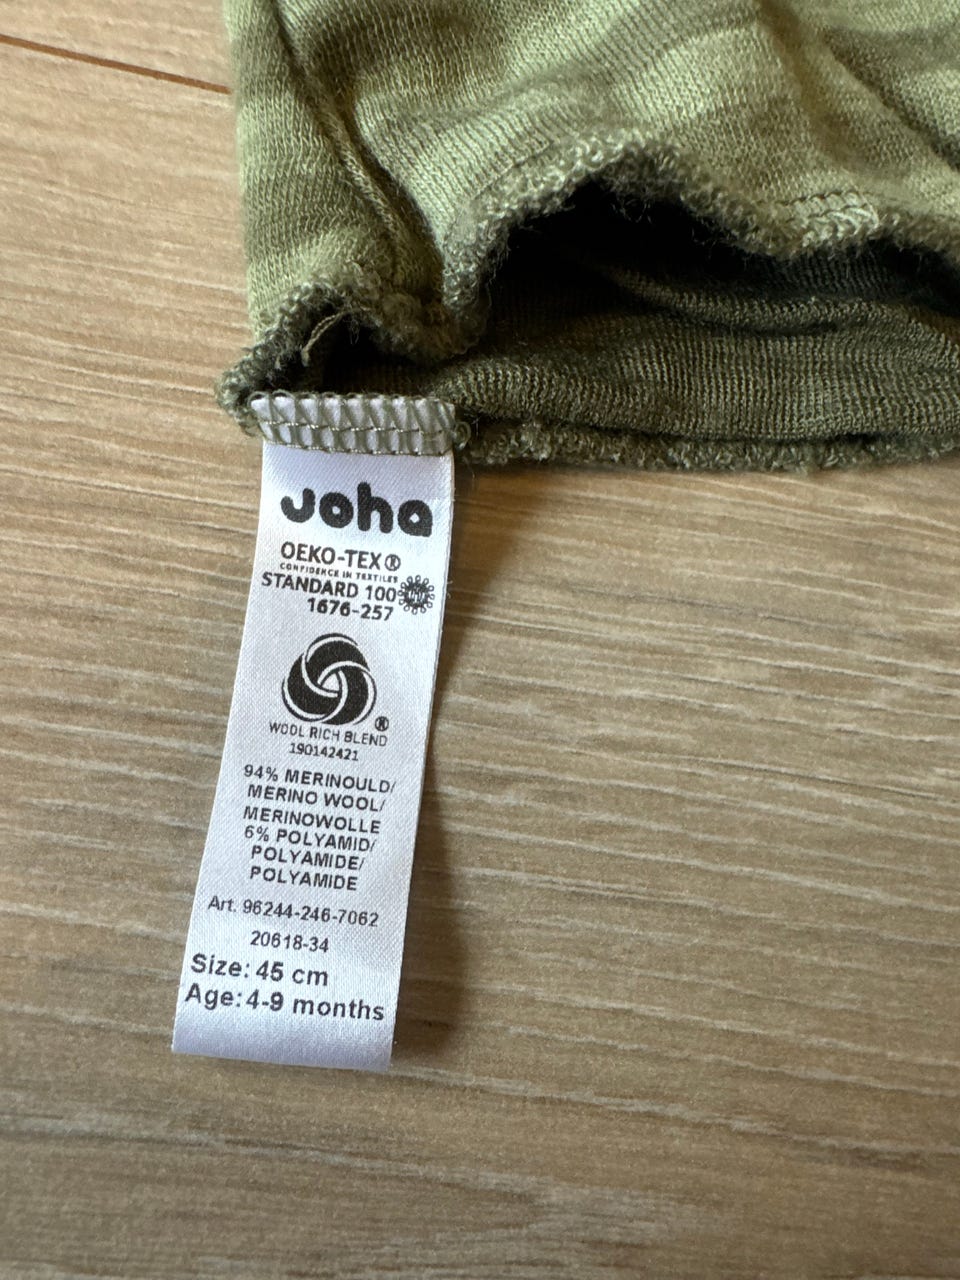 Joha
OEKO-TEX®
CONFIDENCE IN TEXTILES
STANDARD 100
1676-257
®
WOOL RICH BLEND
190142421
94% MERINOULD/
MERINO WOOL/
MERINOWOLLE
6% POLYAMID/
POLYAMIDE/
POLYAMIDE
Art. 96244-246-7062
20618-34
Size: 45 cm
Age: 4-9 months